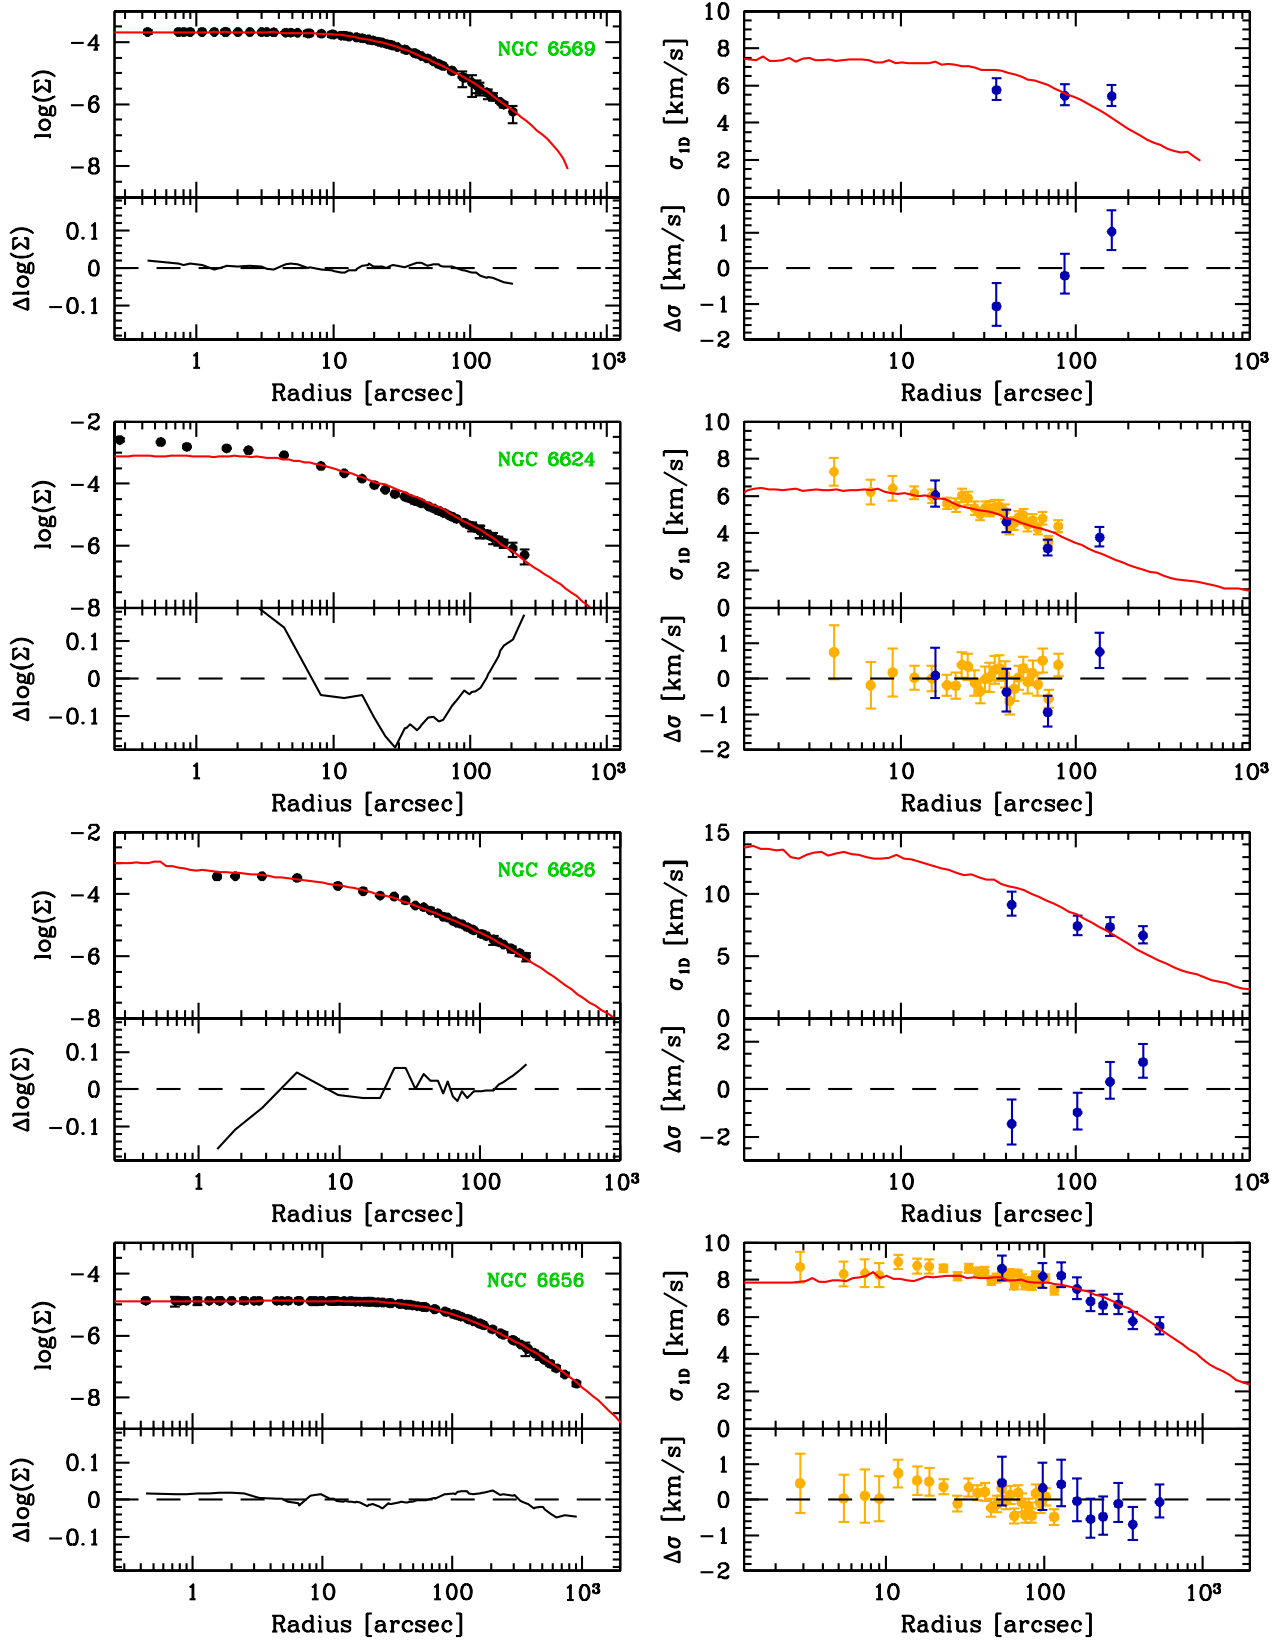 NGC 6569
log(Σ)
−4
−6
−8
Δlog(Σ)
0.1
0
−0.1
1 10 100 10³
Radius [arcsec]
σ1D [km/s]
10
8
6
4
2
0
Δσ [km/s]
1
0
−1
−2
10 100 10³
Radius [arcsec]
NGC 6624
log(Σ)
−2
−4
−6
−8
Δlog(Σ)
0.1
0
−0.1
1 10 100 10³
Radius [arcsec]
σ1D [km/s]
10
8
6
4
2
0
Δσ [km/s]
1
0
−1
−2
10 100 10³
Radius [arcsec]
NGC 6626
log(Σ)
−2
−4
−6
−8
Δlog(Σ)
0.1
0
−0.1
1 10 100 10³
Radius [arcsec]
σ1D [km/s]
15
10
5
0
Δσ [km/s]
2
0
−2
10 100 10³
Radius [arcsec]
NGC 6656
log(Σ)
−4
−6
−8
Δlog(Σ)
0.1
0
−0.1
1 10 100 10³
Radius [arcsec]
σ1D [km/s]
10
8
6
4
2
0
Δσ [km/s]
1
0
−1
−2
10 100 10³
Radius [arcsec]